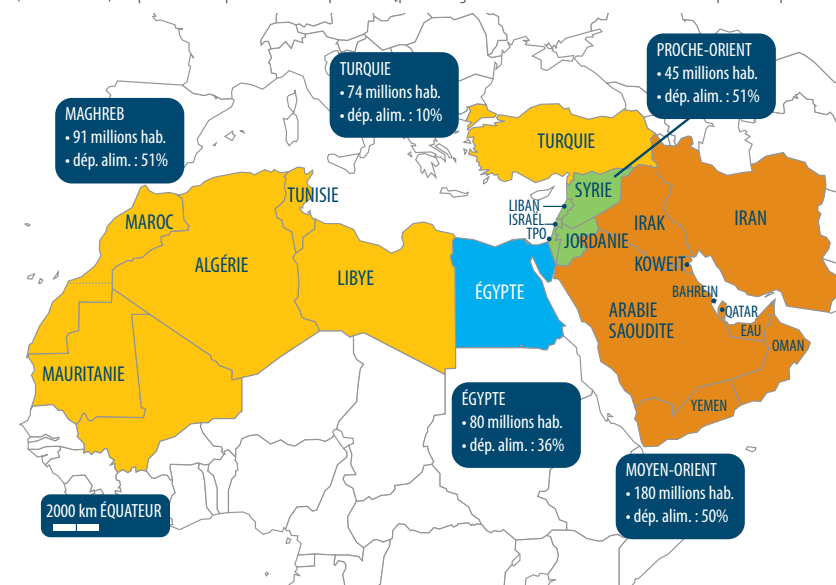 PROCHE-ORIENT
• 45 millions hab.
• dép. alim. : 51%
TURQUIE
• 74 millions hab.
• dép. alim. : 10%
MAGHREB
• 91 millions hab.
• dép. alim. : 51%
TURQUIE
TUNISIE
SYRIE
LIBAN
ISRAËL
TPO
MAROC
IRAK
IRAN
JORDANIE
ALGÉRIE
LIBYE
KOWEIT
ÉGYPTE
BAHREIN
QATAR
ARABIE
SAOUDITE
EAU
OMAN
MAURITANIE
YEMEN
ÉGYPTE
• 80 millions hab.
• dép. alim. : 36%
MOYEN-ORIENT
• 180 millions hab.
• dép. alim. : 50%
2000 km ÉQUATEUR